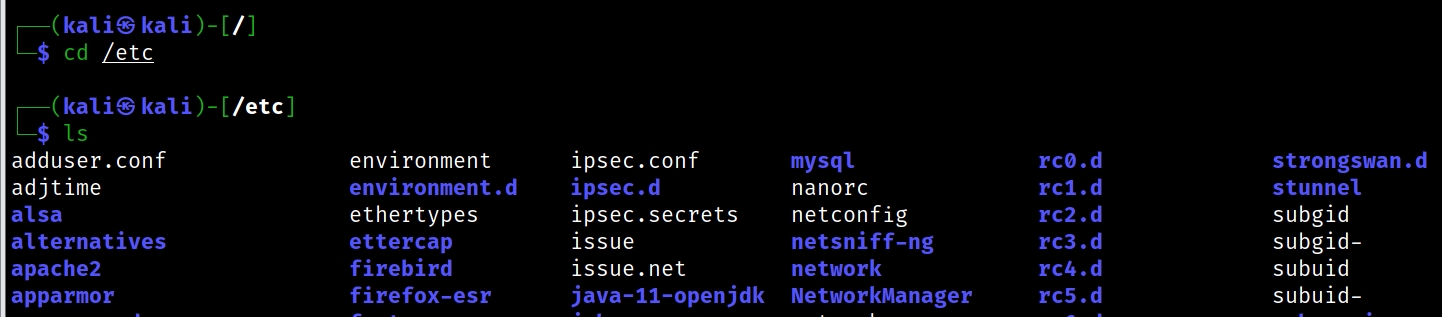 ┌──(kali㉿kali)-[/]
└─$ cd /etc
┌──(kali㉿kali)-[/etc]
└─$ ls
adduser.conf environment ipsec.conf mysql rc0.d strongswan.d
adjtime environment.d ipsec.d nanorc rc1.d stunnel
alsa ethertypes ipsec.secrets netconfig rc2.d subgid
alternatives ettercap issue netsniff-ng rc3.d subgid-
apache2 firebird issue.net network rc4.d subuid
apparmor firefox-esr java-11-openjdk NetworkManager rc5.d subuid-